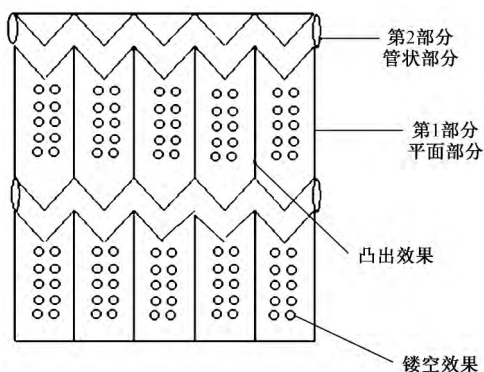 第2部分
管状部分
第1部分
平面部分
凸出效果
镂空效果